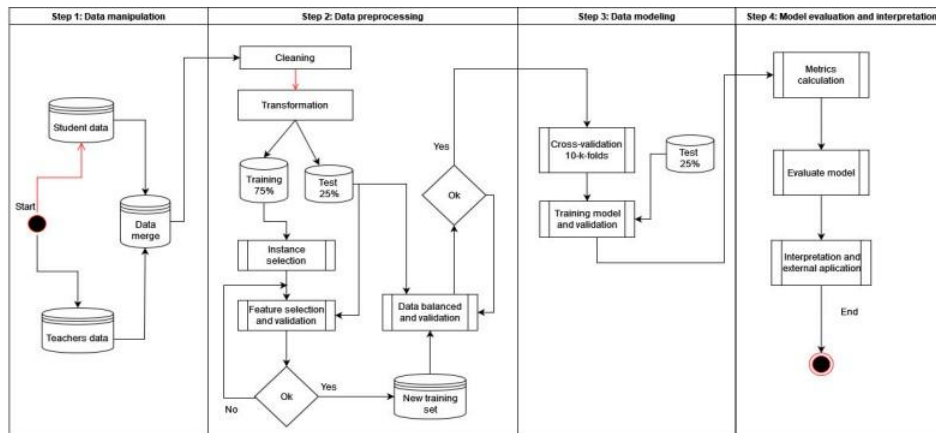 Step 1: Data manipulation
Step 2: Data preprocessing
Step 3: Data modeling
Step 4: Model evaluation and interpretation
Start
Student data
Data
merge
Teachers data
Cleaning
Transformation
Training
75%
Test
25%
Instance
selection
Feature selection
and validation
Ok
No
Yes
New training
set
Data balanced
and validation
Ok
Yes
Cross-validation
10-k-folds
Test
25%
Training model
and validation
Metrics
calculation
Evaluate model
Interpretation and
external aplication
End